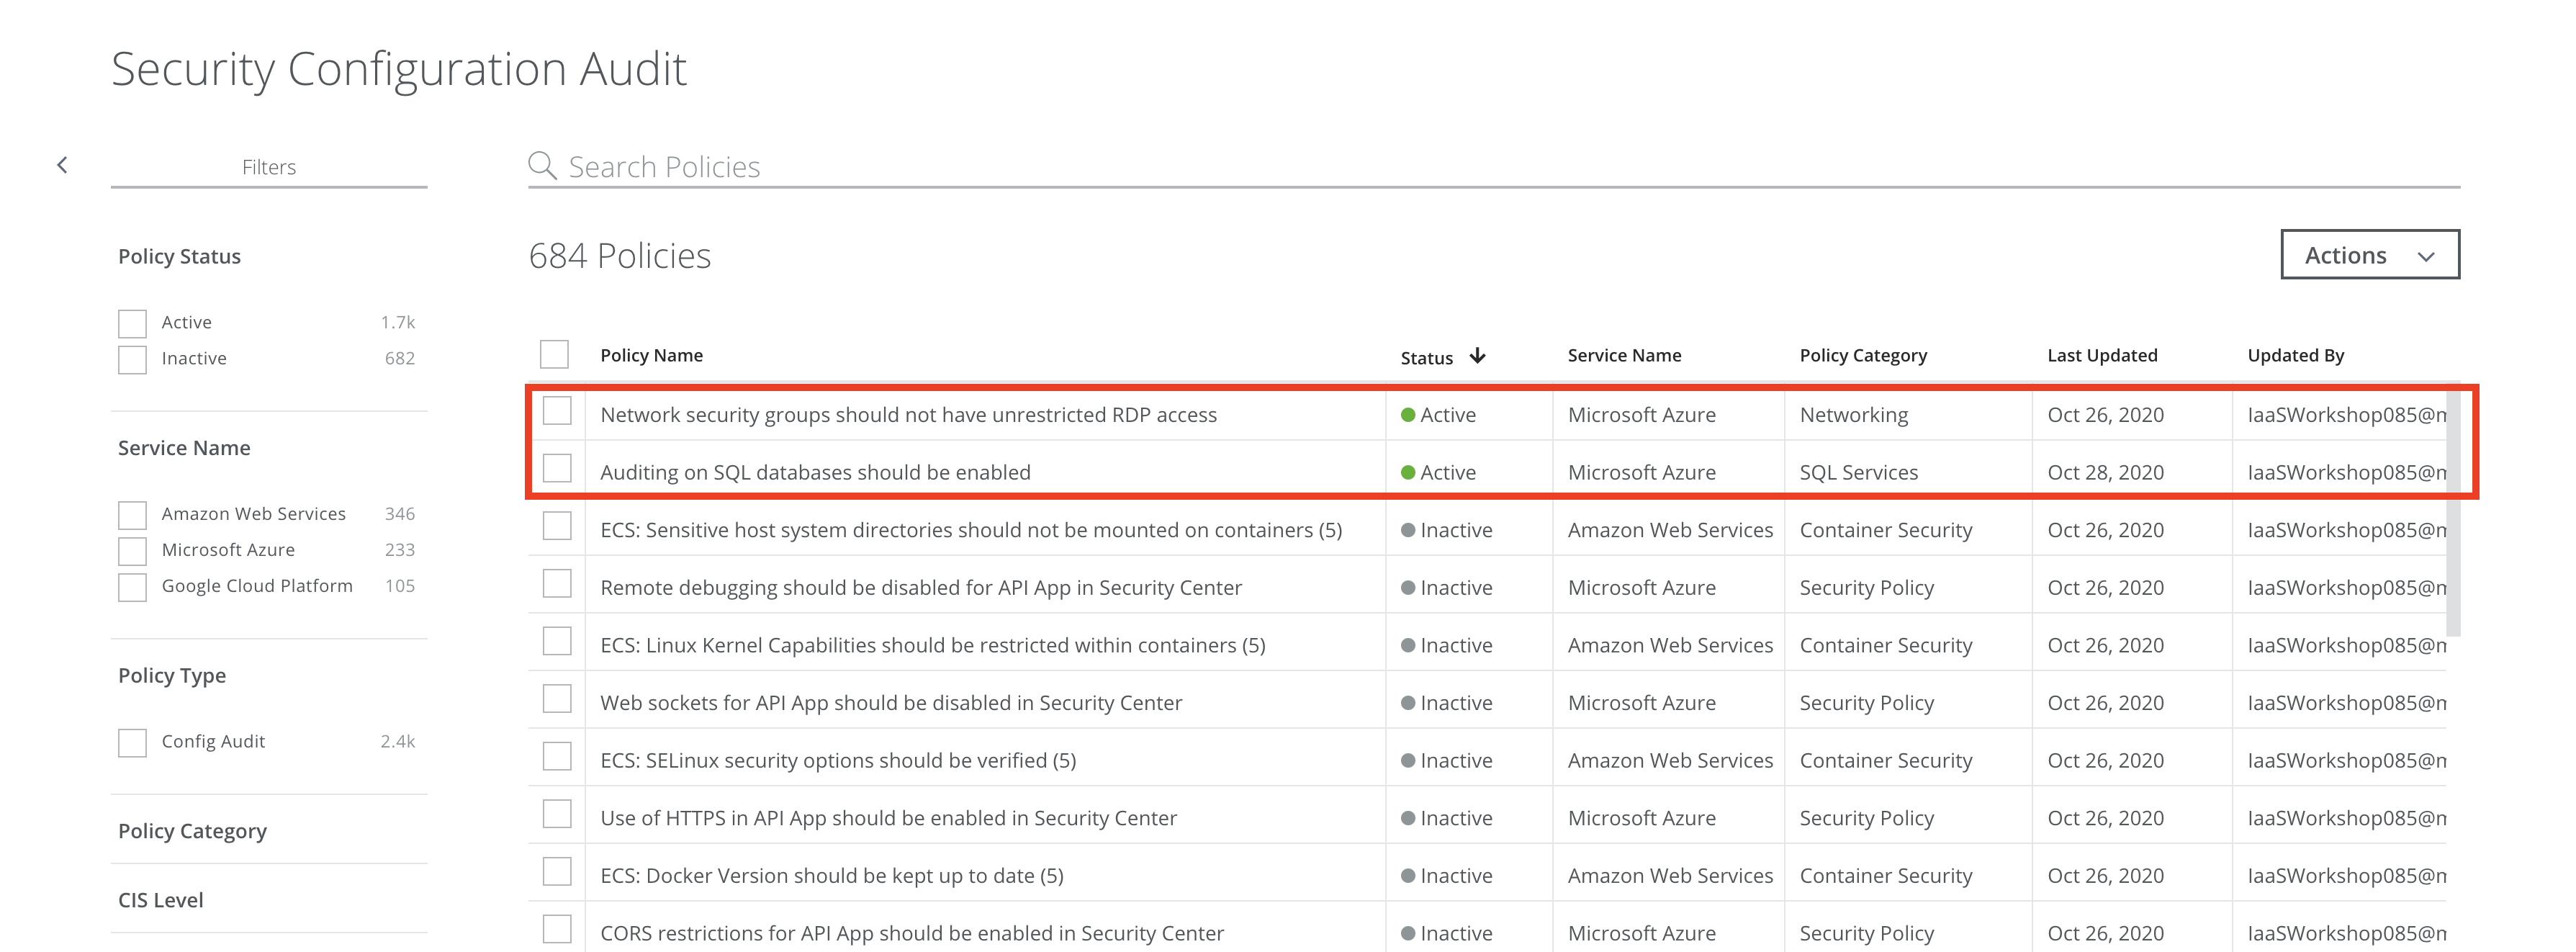 Security Configuration Audit
Filters
Search Policies
Policy Status
684 Policies
Actions
Active 1.7k
Inactive 682
Service Name
Amazon Web Services 346
Microsoft Azure 233
Google Cloud Platform 105
Policy Type
Config Audit 2.4k
Policy Category
CIS Level
Policy Name Status Service Name Policy Category Last Updated Updated By
Network security groups should not have unrestricted RDP access Active Microsoft Azure Networking Oct 26, 2020 IaaSWorkshop085@m
Auditing on SQL databases should be enabled Active Microsoft Azure SQL Services Oct 28, 2020 IaaSWorkshop085@m
ECS: Sensitive host system directories should not be mounted on containers (5) Inactive Amazon Web Services Container Security Oct 26, 2020 IaaSWorkshop085@m
Remote debugging should be disabled for API App in Security Center Inactive Microsoft Azure Security Policy Oct 26, 2020 IaaSWorkshop085@m
ECS: Linux Kernel Capabilities should be restricted within containers (5) Inactive Amazon Web Services Container Security Oct 26, 2020 IaaSWorkshop085@m
Web sockets for API App should be disabled in Security Center Inactive Microsoft Azure Security Policy Oct 26, 2020 IaaSWorkshop085@m
ECS: SELinux security options should be verified (5) Inactive Amazon Web Services Container Security Oct 26, 2020 IaaSWorkshop085@m
Use of HTTPS in API App should be enabled in Security Center Inactive Microsoft Azure Security Policy Oct 26, 2020 IaaSWorkshop085@m
ECS: Docker Version should be kept up to date (5) Inactive Amazon Web Services Container Security Oct 26, 2020 IaaSWorkshop085@m
CORS restrictions for API App should be enabled in Security Center Inactive Microsoft Azure Security Policy Oct 26, 2020 IaaSWorkshop085@m